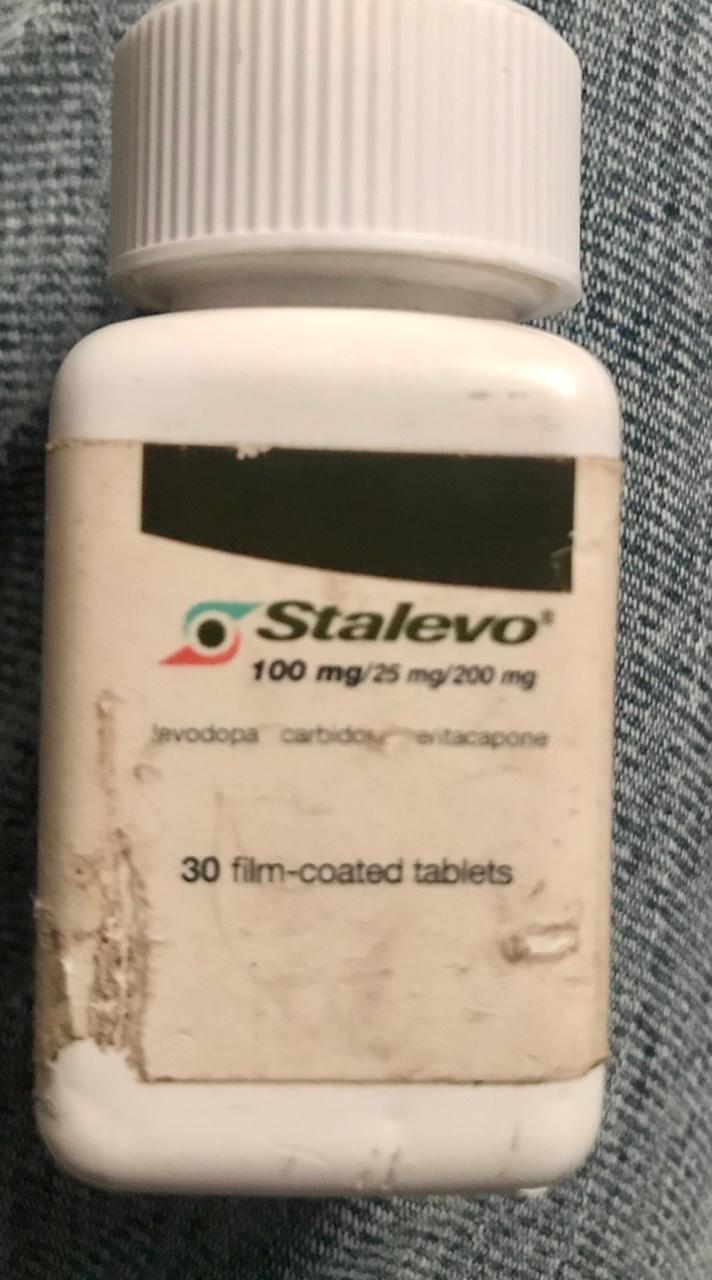 Stalevo®
100 mg/25 mg/200 mg
levodopa entacapone
30 film-coated tablets